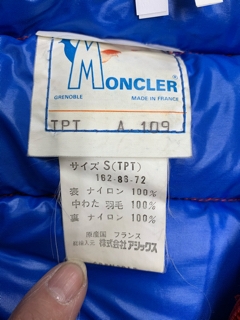 MONCLER
GRENOBLE MADE IN FRANCE
TPT A 109
サイズ S(TPT)
162-83-72
表 ナイロン 100%
中わた 羽毛 100%
裏 ナイロン 100%
原産国 フランス
株式会社アシックス